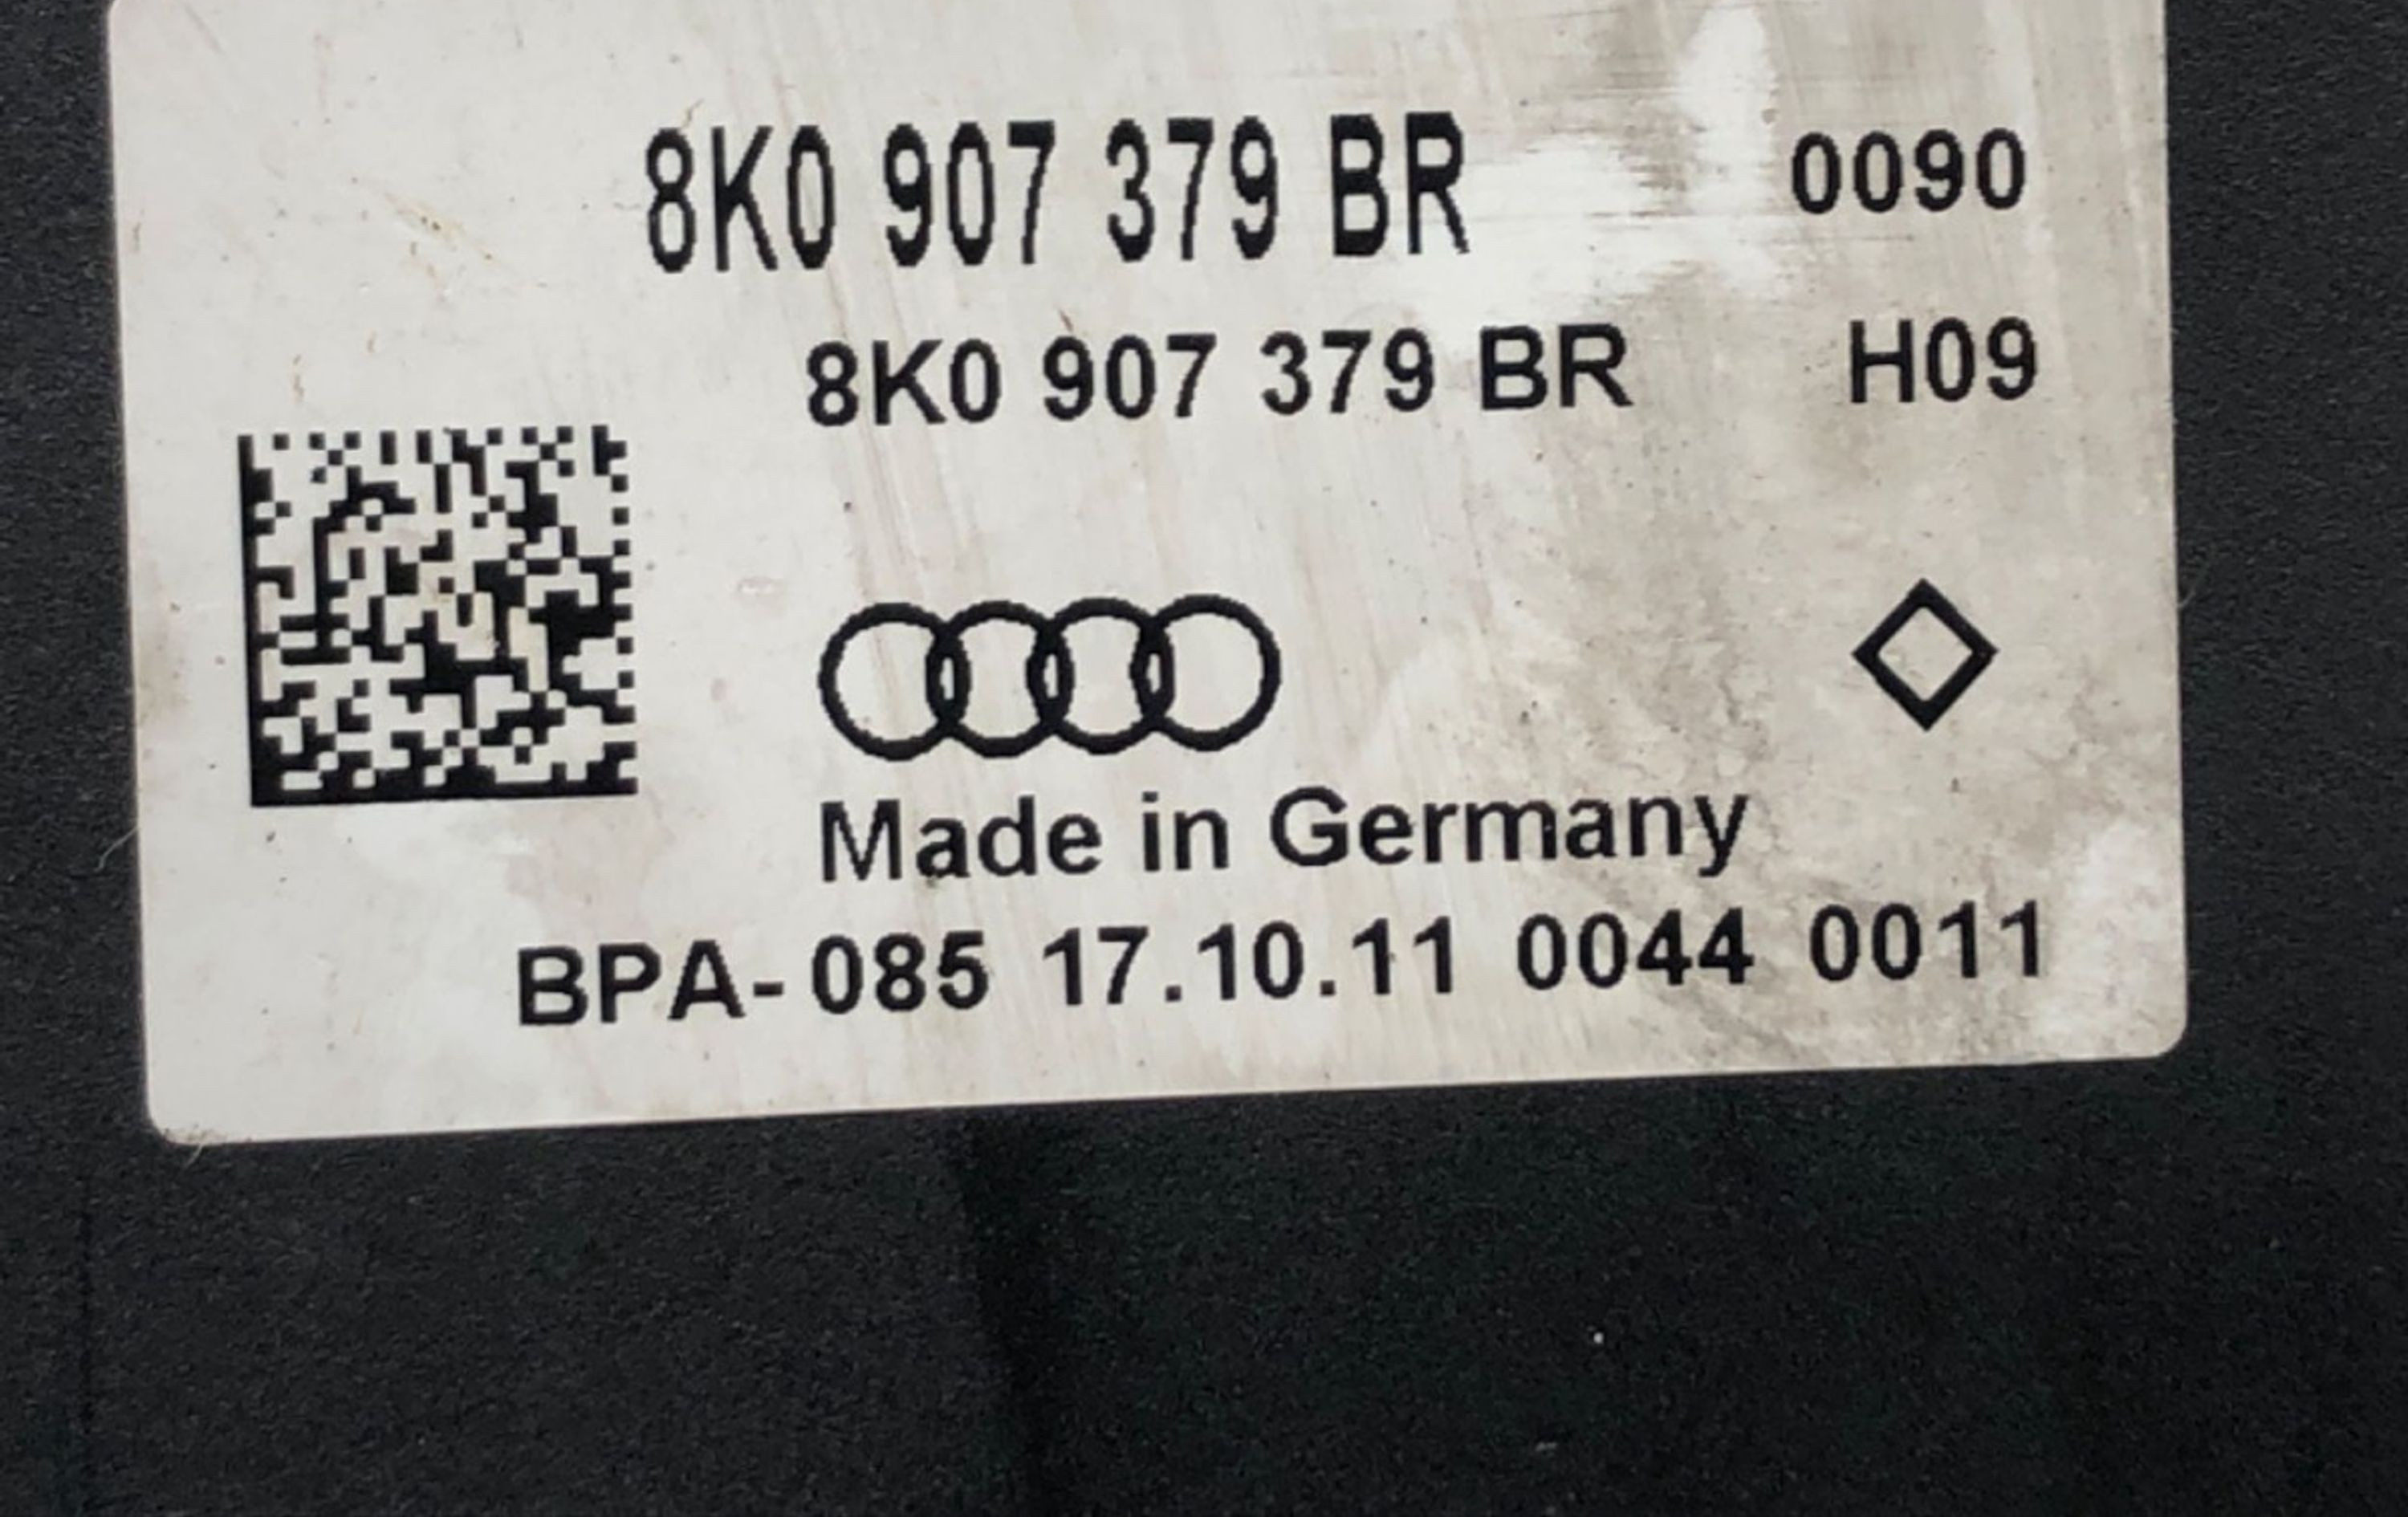 8K0 907 379 BR 0090
8K0 907 379 BR H09
Made in Germany
BPA-085 17.10.11 0044 0011